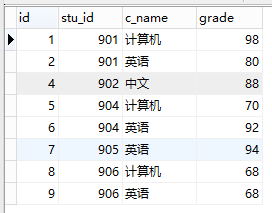 id stu_id c_name grade
1 901 计算机 98
2 901 英语 80
4 902 中文 88
5 904 计算机 70
6 904 英语 92
7 905 英语 94
8 906 计算机 68
9 906 英语 68